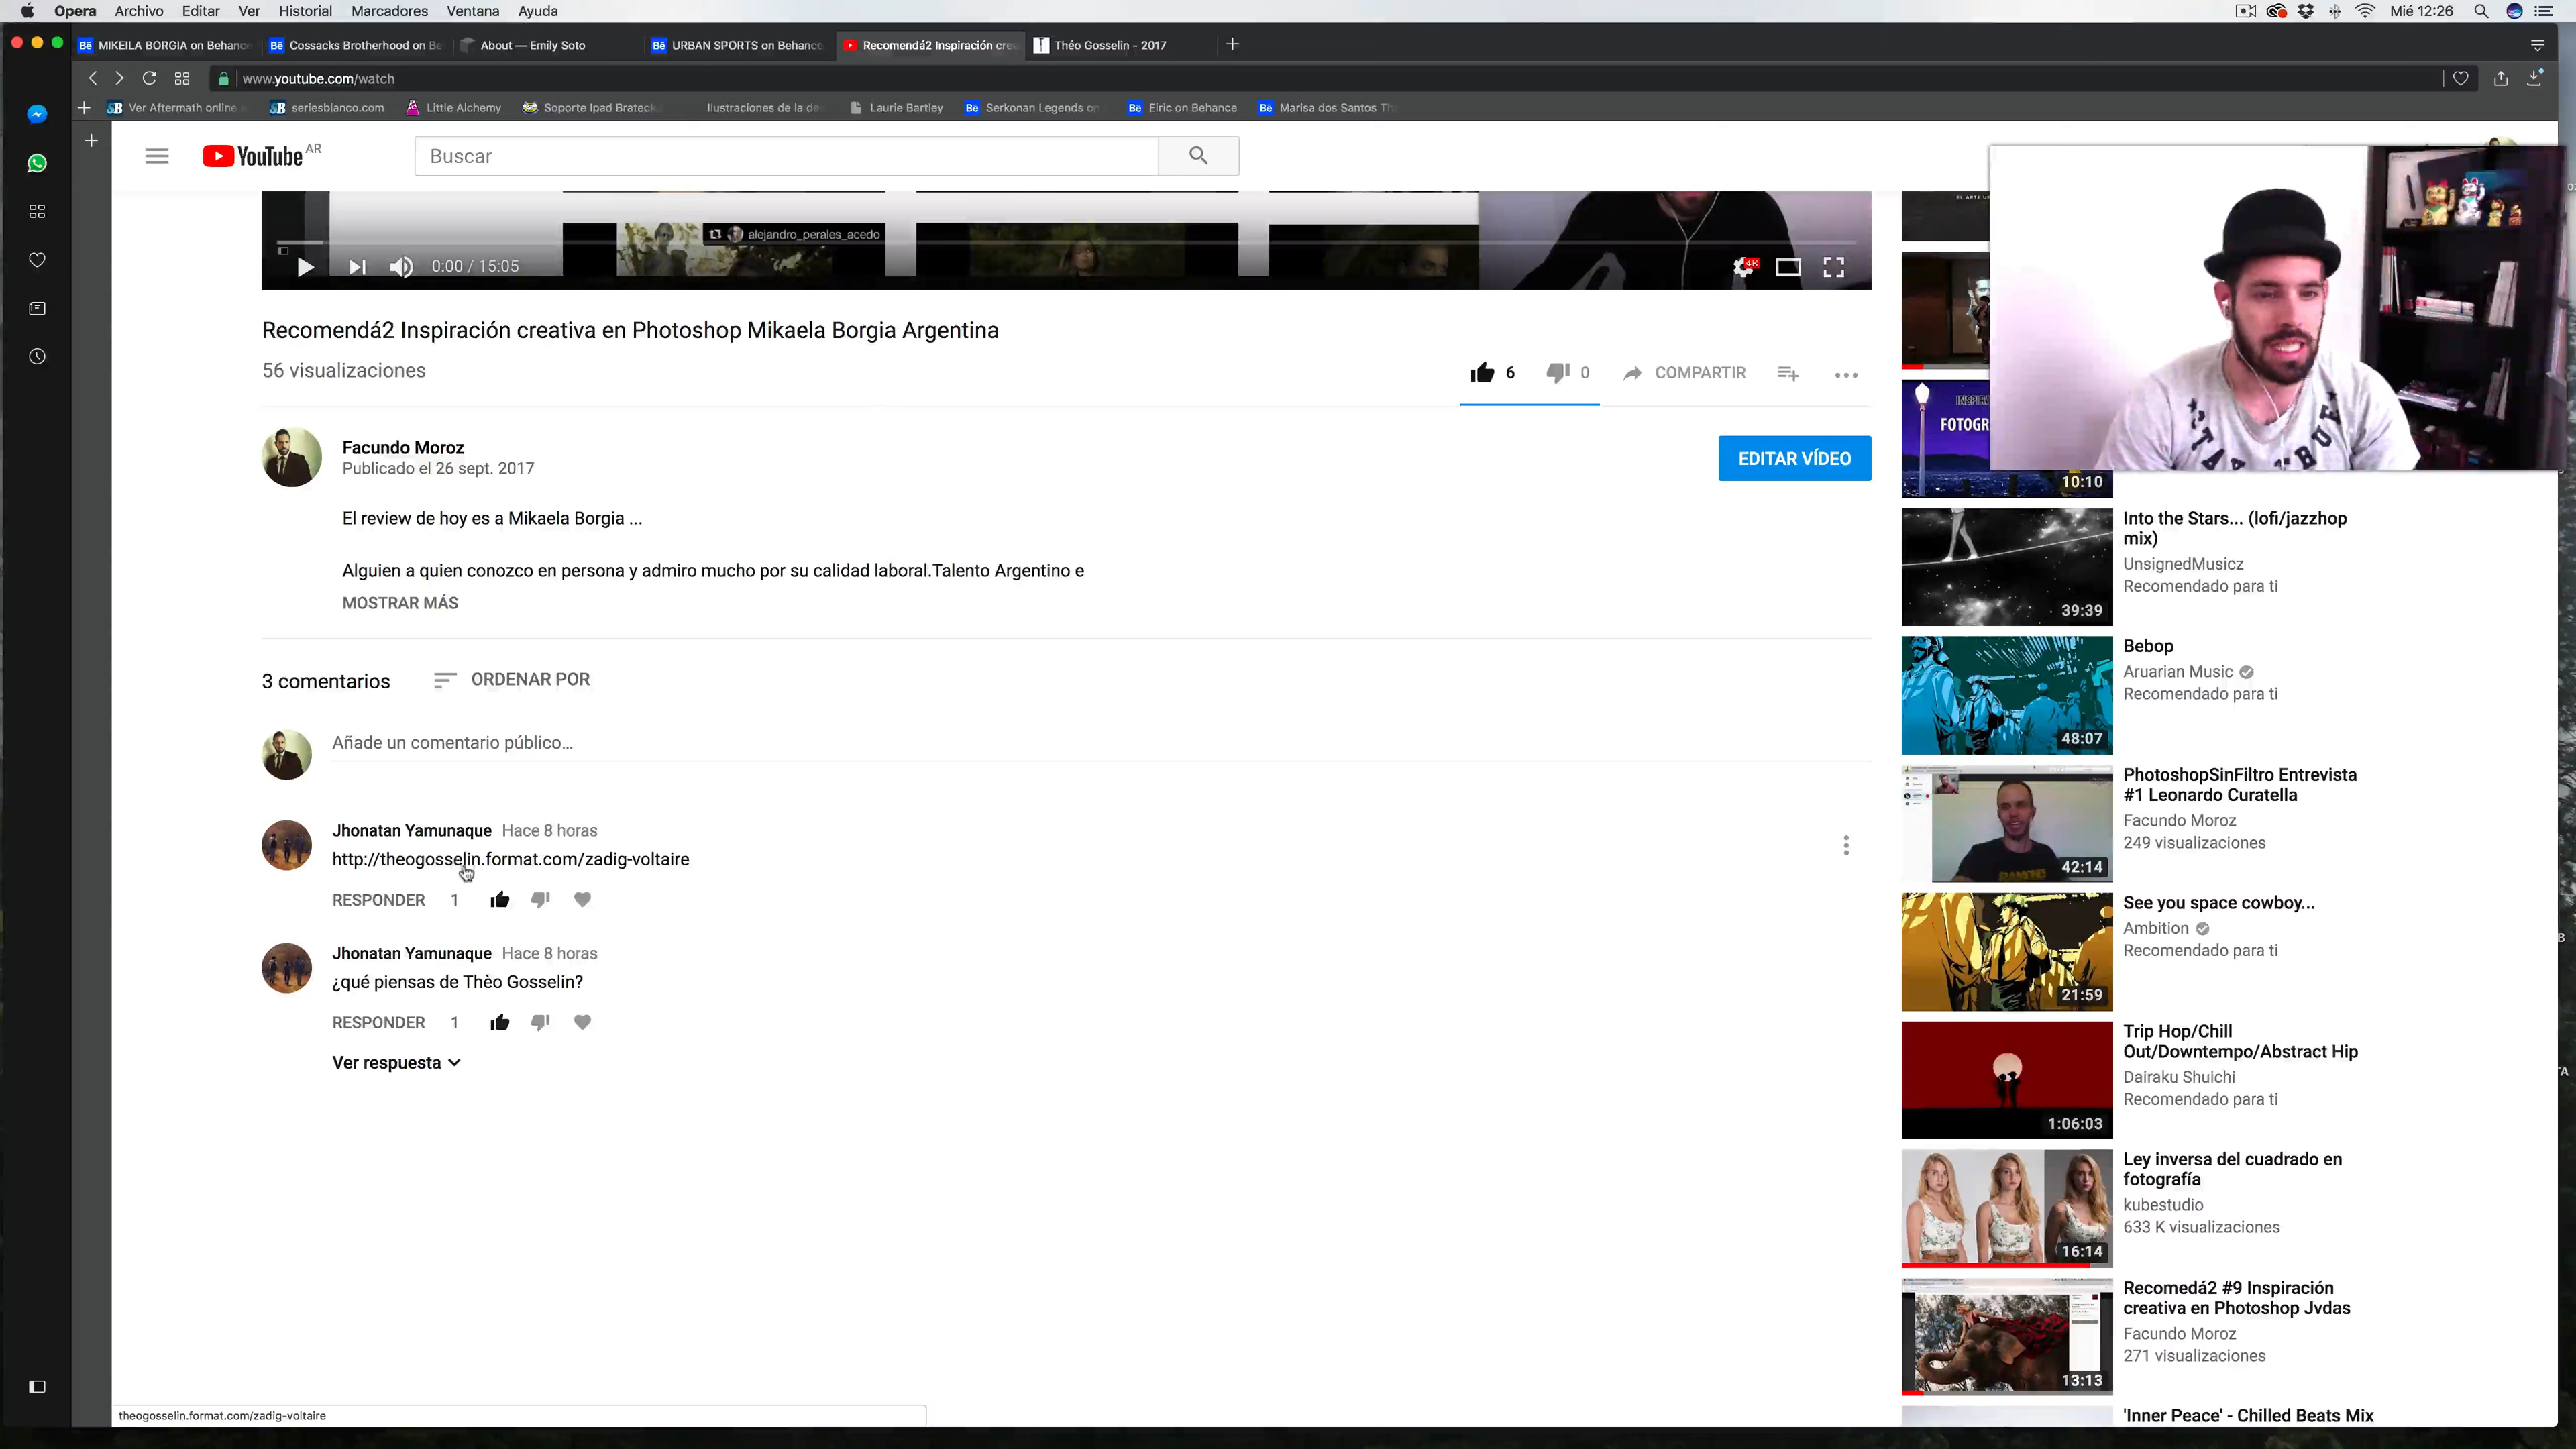 Opera Archivo Editar Ver Historial Marcadores Ventana Ayuda
Mié 12:26
MIKEILA BORGIA on Behance
Cossacks Brotherhood on Be
About — Emily Soto
URBAN SPORTS on Behance
Recomendá2 Inspiración crea
Théo Gosselin - 2017
www.youtube.com/watch
Ver Aftermath online
seriesblanco.com
Little Alchemy
Soporte Ipad Brateck
Ilustraciones de la de
Laurie Bartley
Serkonan Legends on
Elric on Behance
Marisa dos Santos
YouTube AR
Buscar
alejandro_perales_acedo
0:00 / 15:05
4K
Recomendá2 Inspiración creativa en Photoshop Mikaela Borgia Argentina
56 visualizaciones
6
0
COMPARTIR
Facundo Moroz
Publicado el 26 sept. 2017
EDITAR VÍDEO
El review de hoy es a Mikaela Borgia ...
Alguien a quien conozco en persona y admiro mucho por su calidad laboral.Talento Argentino e
MOSTRAR MÁS
3 comentarios
ORDENAR POR
Añade un comentario público...
Jhonatan Yamunaque Hace 8 horas
http://theogosselin.format.com/zadig-voltaire
RESPONDER 1
Jhonatan Yamunaque Hace 8 horas
¿qué piensas de Thèo Gosselin?
RESPONDER 1
Ver respuesta
theogosselin.format.com/zadig-voltaire
INSPIRA
FOTOGR
10:10
Into the Stars... (lofi/jazzhop
mix)
UnsignedMusicz
Recomendado para ti
39:39
Bebop
Aruarian Music
Recomendado para ti
48:07
PhotoshopSinFiltro Entrevista
#1 Leonardo Curatella
Facundo Moroz
249 visualizaciones
RAMONES
42:14
See you space cowboy...
Ambition
Recomendado para ti
21:59
Trip Hop/Chill
Out/Downtempo/Abstract Hip
Dairaku Shuichi
Recomendado para ti
1:06:03
Ley inversa del cuadrado en
fotografía
kubestudio
633 K visualizaciones
16:14
Recomedá2 #9 Inspiración
creativa en Photoshop Jvdas
Facundo Moroz
271 visualizaciones
13:13
'Inner Peace' - Chilled Beats Mix